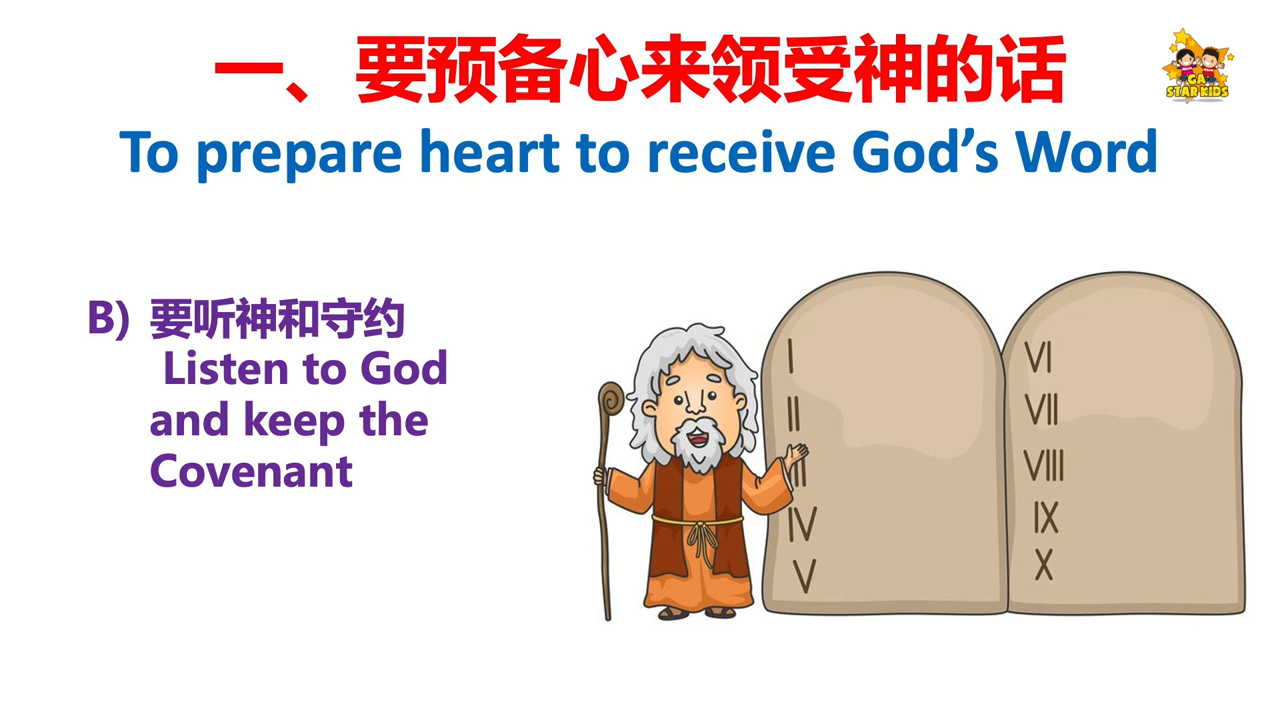 一、要预备心来领受神的话
To prepare heart to receive God’s Word
GA
STAR KIDS
B) 要听神和守约
Listen to God
and keep the
Covenant
I
II
III
IV
V
VI
VII
VIII
IX
X